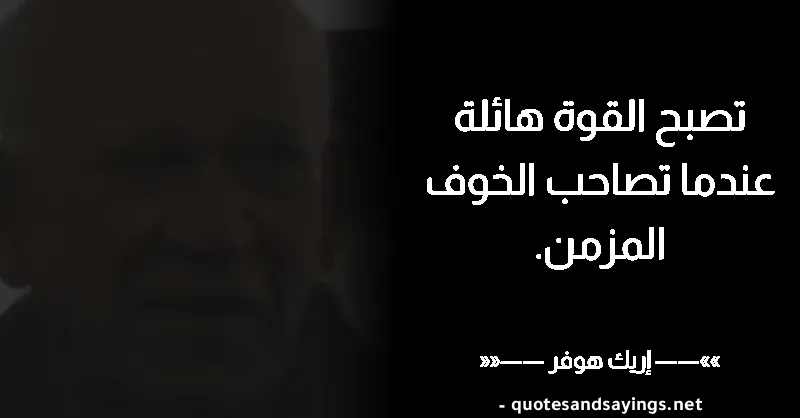 تصبح القوة هائلة
عندما تصاحب الخوف
المزمن.
»»—— إريك هوفر ——««
- quotesandsayings.net